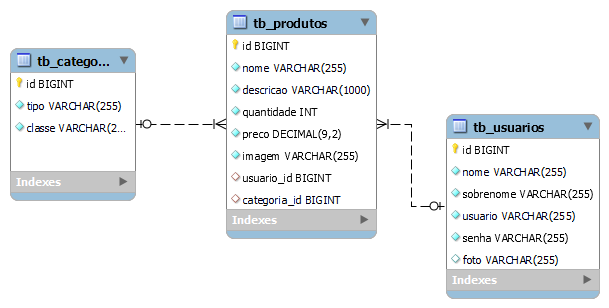 tb_catego...
id BIGINT
tipo VARCHAR(255)
classe VARCHAR(2...
Indexes
tb_produtos
id BIGINT
nome VARCHAR(255)
descricao VARCHAR(1000)
quantidade INT
preco DECIMAL(9,2)
imagem VARCHAR(255)
usuario_id BIGINT
categoria_id BIGINT
Indexes
tb_usuarios
id BIGINT
nome VARCHAR(255)
sobrenome VARCHAR(255)
usuario VARCHAR(255)
senha VARCHAR(255)
foto VARCHAR(255)
Indexes